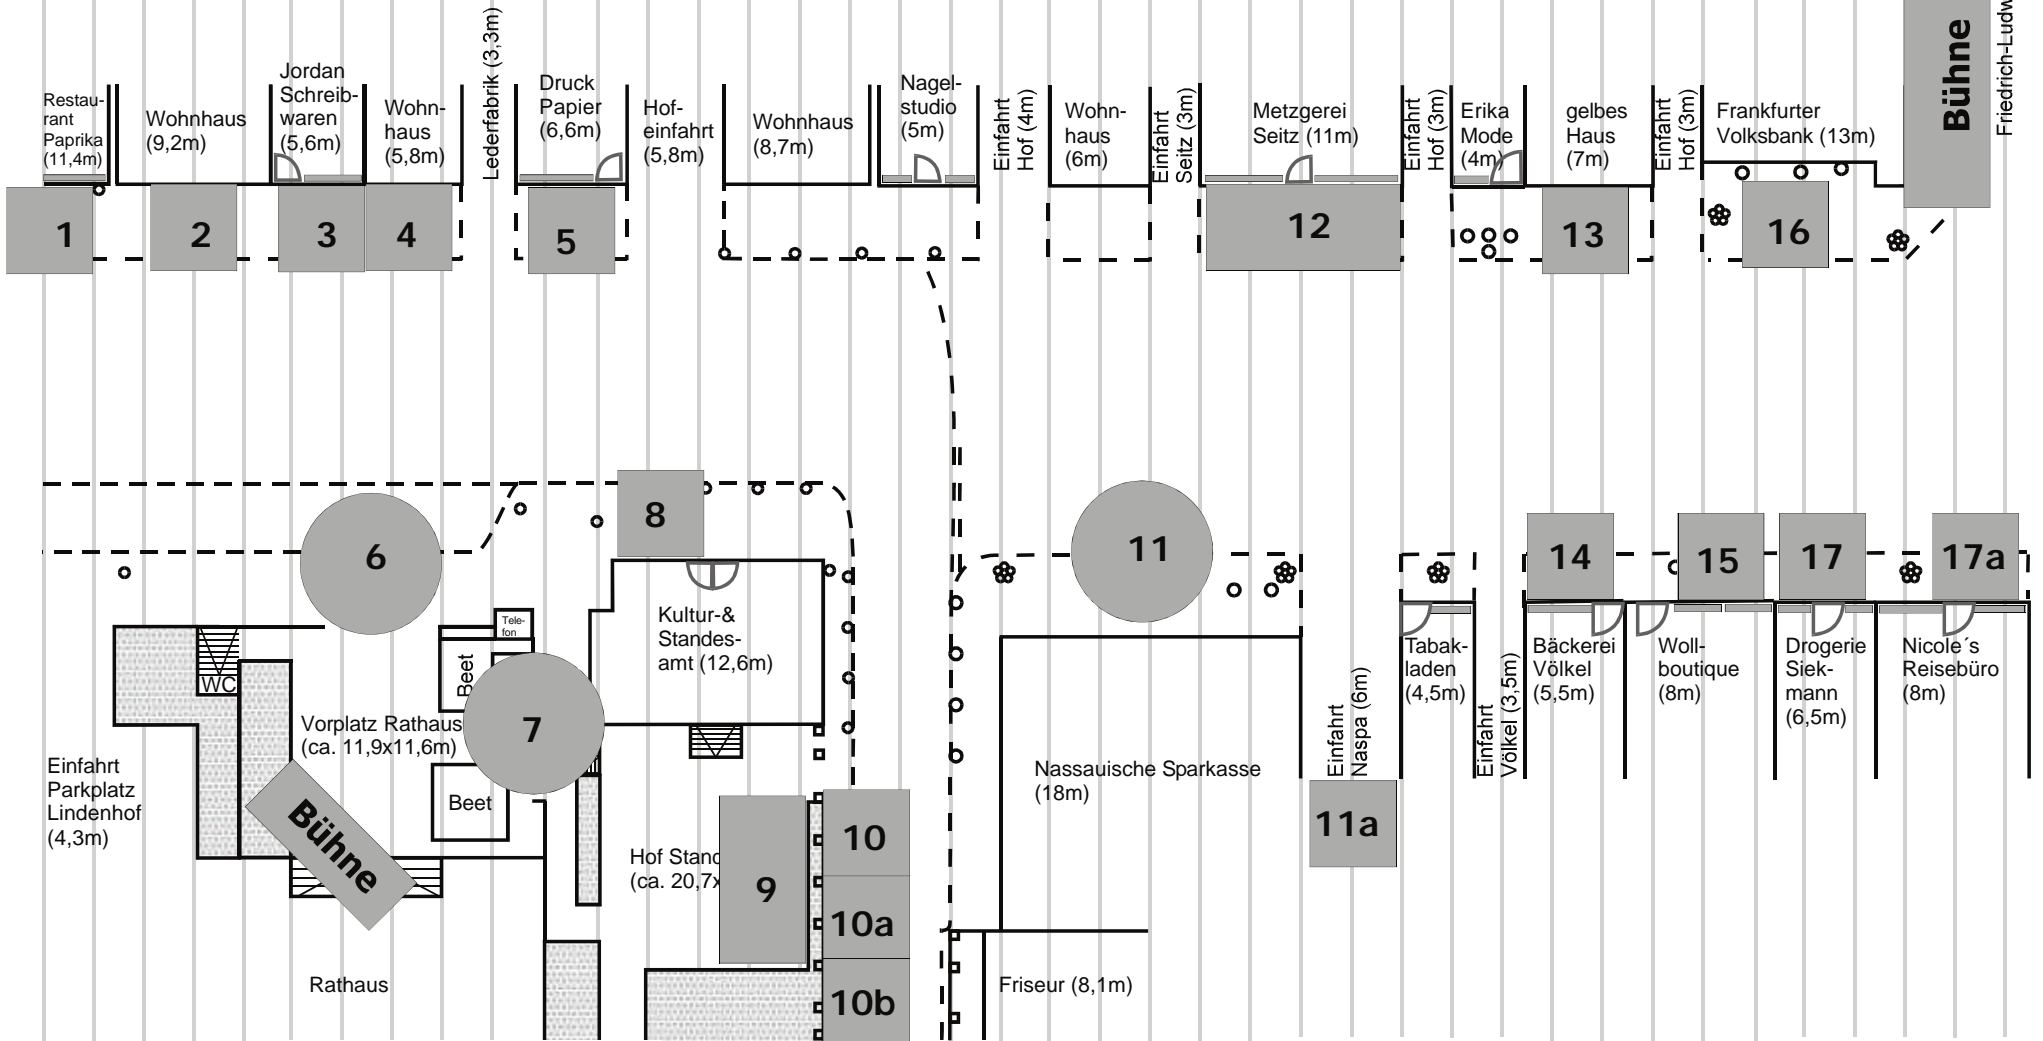 Restau-
rant
Paprika
(11,4m)
Wohnhaus
(9,2m)
Jordan
Schreib-
waren
(5,6m)
Wohn-
haus
(5,8m)
Lederfabrik (3,3m)
Druck
Papier
(6,6m)
Hof-
einfahrt
(5,8m)
Wohnhaus
(8,7m)
Nagel-
studio
(5m)
Einfahrt
Hof (4m)
Wohn-
haus
(6m)
Einfahrt
Seitz (3m)
Metzgerei
Seitz (11m)
Einfahrt
Hof (3m)
Erika
Mode
(4m)
gelbes
Haus
(7m)
Einfahrt
Hof (3m)
Frankfurter
Volksbank (13m)
Bühne
Friedrich-Ludw
1
2
3
4
5
12
13
16
6
8
11
14
15
17
17a
Tele-
fon
Beet
WC
Kultur-&
Standes-
amt (12,6m)
Vorplatz Rathaus
(ca. 11,9x11,6m)
7
Tabak-
laden
(4,5m)
Einfahrt
Völkel (3,5m)
Bäckerei
Völkel
(5,5m)
Woll-
boutique
(8m)
Drogerie
Siek-
mann
(6,5m)
Nicole´s
Reisebüro
(8m)
Einfahrt
Parkplatz
Lindenhof
(4,3m)
Bühne
Beet
Nassauische Sparkasse
(18m)
Einfahrt
Naspa (6m)
11a
Hof Stand
(ca. 20,7x
9
10
10a
10b
Rathaus
Friseur (8,1m)